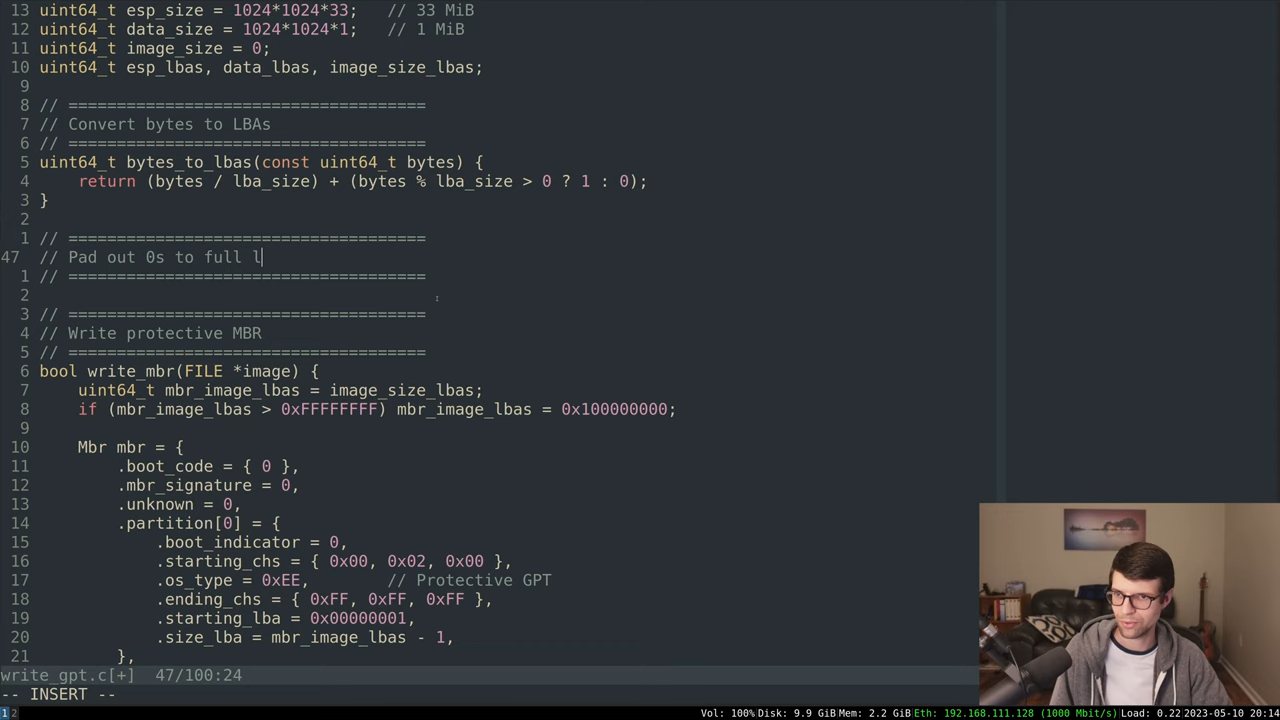 13 uint64_t esp_size = 1024*1024*33;   // 33 MiB
12 uint64_t data_size = 1024*1024*1;   // 1 MiB
11 uint64_t image_size = 0;
10 uint64_t esp_lbas, data_lbas, image_size_lbas;
9
8 // =====================================
7 // Convert bytes to LBAs
6 // =====================================
5 uint64_t bytes_to_lbas(const uint64_t bytes) {
4     return (bytes / lba_size) + (bytes % lba_size > 0 ? 1 : 0);
3 }
2
1 // =====================================
47 // Pad out 0s to full l
1 // =====================================
2
3 // =====================================
4 // Write protective MBR
5 // =====================================
6 bool write_mbr(FILE *image) {
7     uint64_t mbr_image_lbas = image_size_lbas;
8     if (mbr_image_lbas > 0xFFFFFFFF) mbr_image_lbas = 0x100000000;
9
10     Mbr mbr = {
11         .boot_code = { 0 },
12         .mbr_signature = 0,
13         .unknown = 0,
14         .partition[0] = {
15             .boot_indicator = 0,
16             .starting_chs = { 0x00, 0x02, 0x00 },
17             .os_type = 0xEE,        // Protective GPT
18             .ending_chs = { 0xFF, 0xFF, 0xFF },
19             .starting_lba = 0x00000001,
20             .size_lba = mbr_image_lbas - 1,
21         },
write_gpt.c[+]  47/100:24
-- INSERT --
1 2 Vol: 100% Disk: 9.9 GiB Mem: 2.2 GiB Eth: 192.168.111.128 (1000 Mbit/s) Load: 0.22 2023-05-10 20:14